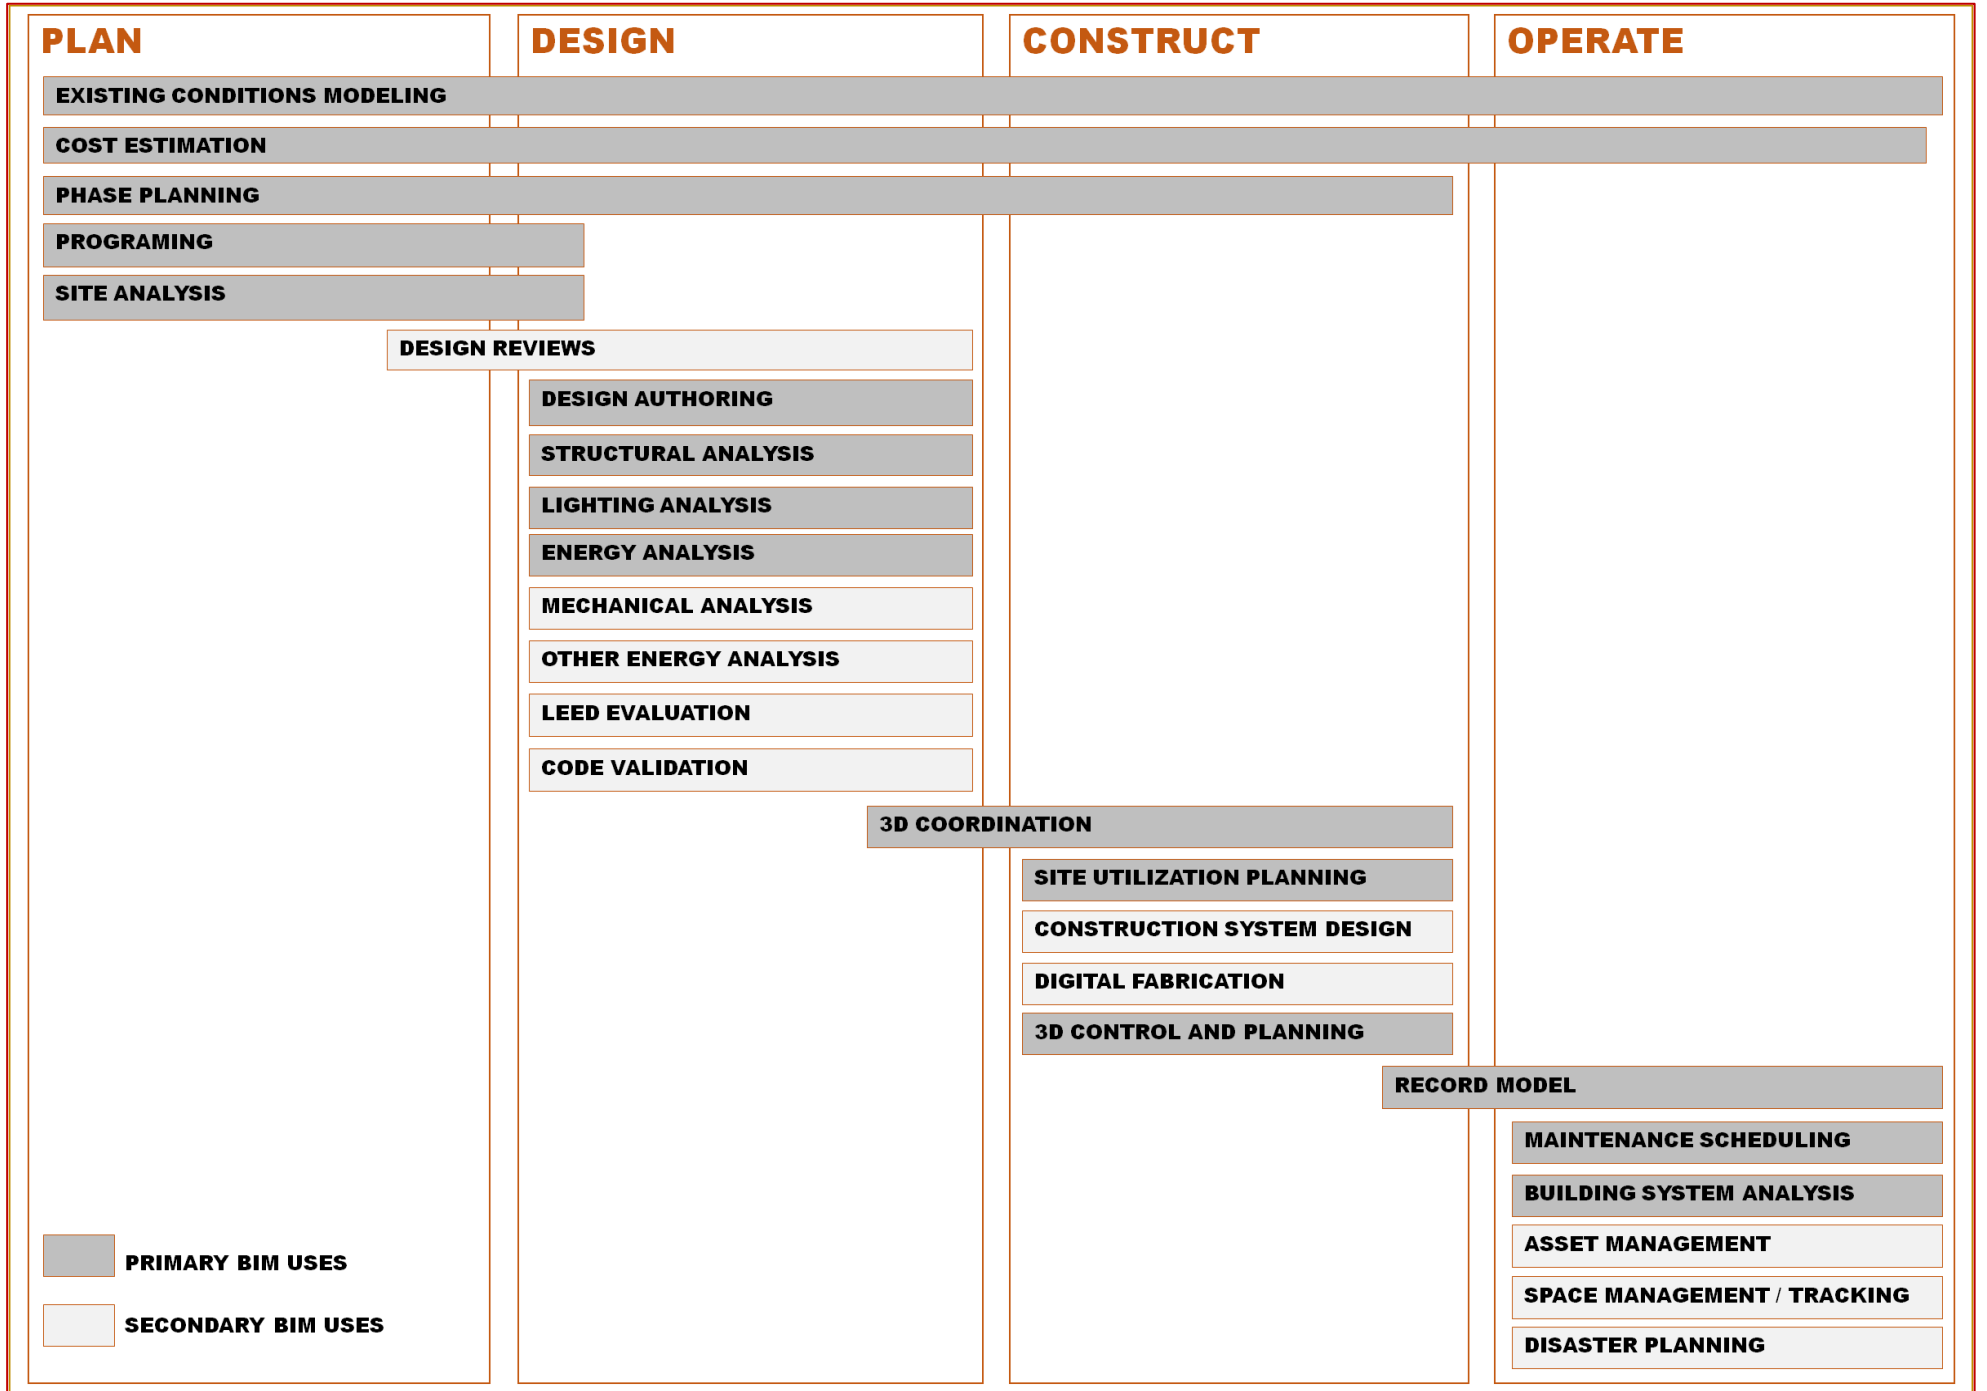 PLAN
DESIGN
CONSTRUCT
OPERATE
EXISTING CONDITIONS MODELING
COST ESTIMATION
PHASE PLANNING
PROGRAMING
SITE ANALYSIS
DESIGN REVIEWS
DESIGN AUTHORING
STRUCTURAL ANALYSIS
LIGHTING ANALYSIS
ENERGY ANALYSIS
MECHANICAL ANALYSIS
OTHER ENERGY ANALYSIS
LEED EVALUATION
CODE VALIDATION
3D COORDINATION
SITE UTILIZATION PLANNING
CONSTRUCTION SYSTEM DESIGN
DIGITAL FABRICATION
3D CONTROL AND PLANNING
RECORD MODEL
MAINTENANCE SCHEDULING
BUILDING SYSTEM ANALYSIS
ASSET MANAGEMENT
SPACE MANAGEMENT / TRACKING
DISASTER PLANNING
PRIMARY BIM USES
SECONDARY BIM USES